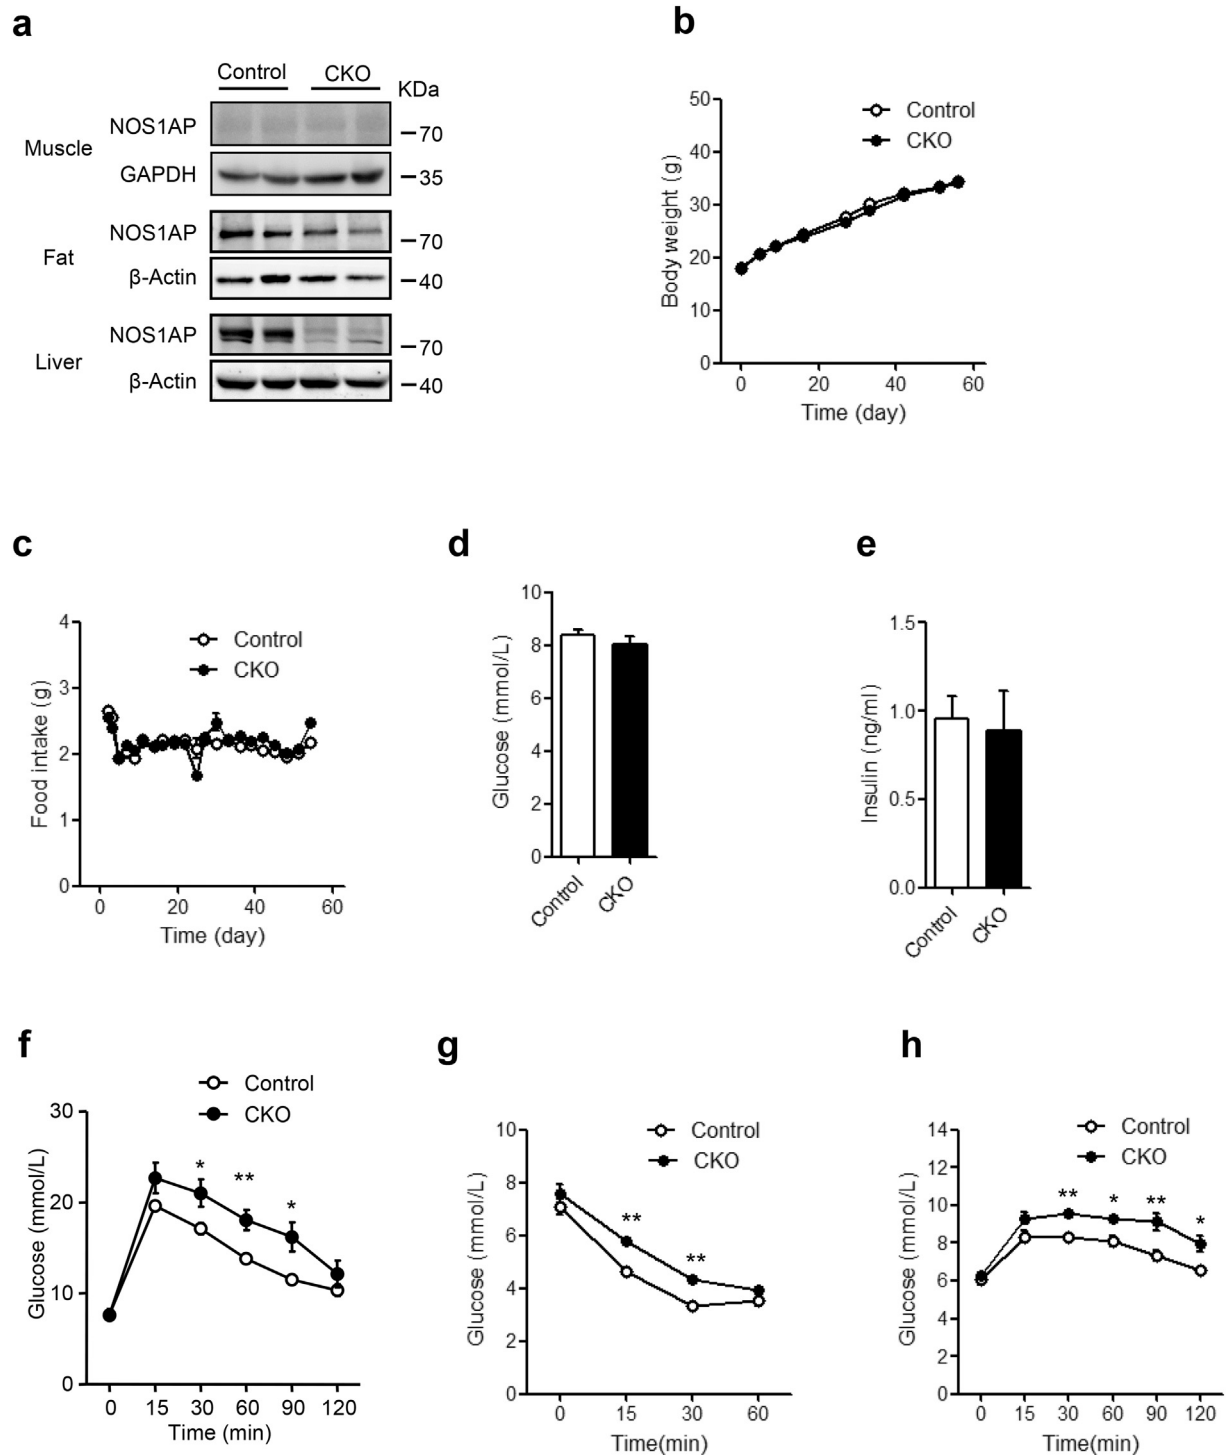 a
Control CKO KDa
Muscle
NOS1AP
70
GAPDH
35
Fat
NOS1AP
70
β-Actin
40
Liver
NOS1AP
70
β-Actin
40
b
Control
CKO
Body weight (g)
50
40
30
20
10
0
0 20 40 60
Time (day)
c
Control
CKO
Food intake (g)
4
3
2
1
0
0 20 40 60
Time (day)
d
Glucose (mmol/L)
10
8
6
4
2
0
Control CKO
e
Insulin (ng/ml)
1.5
1.0
0.5
0.0
Control CKO
f
Control
CKO
Glucose (mmol/L)
30
20
10
0
* ** *
0 15 30 60 90 120
Time (min)
g
Control
CKO
Glucose (mmol/L)
10
8
6
4
2
0
** **
0 15 30 60
Time(min)
h
Control
CKO
Glucose (mmol/L)
14
12
10
8
6
4
2
0
** * ** *
0 15 30 60 90 120
Time(min)